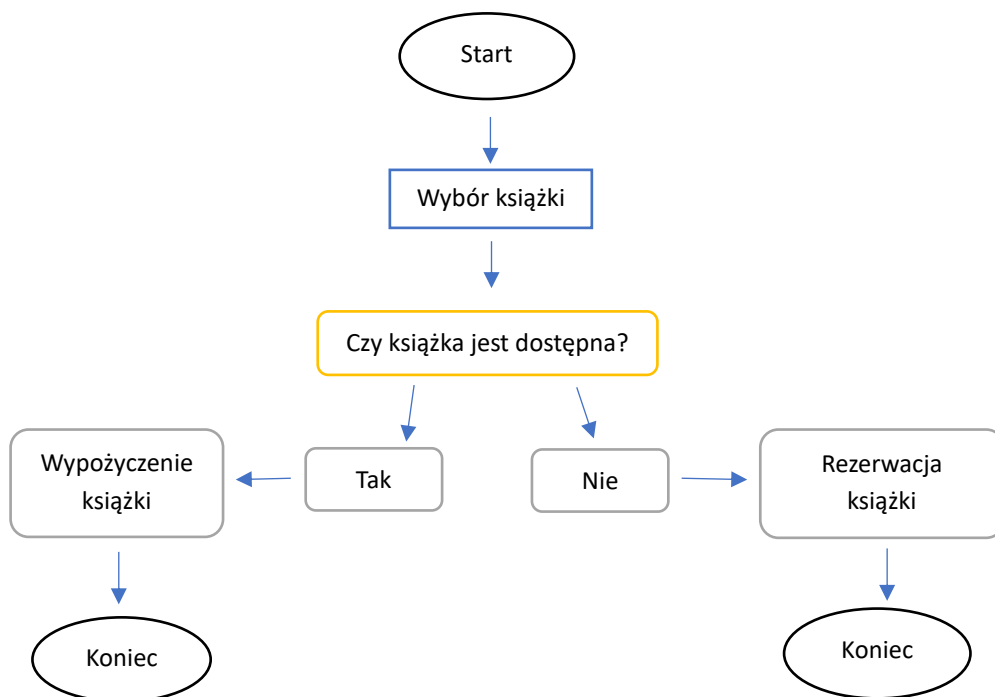 Start
Wybór książki
Czy książka jest dostępna?
Wypożyczenie
książki
Tak
Nie
Rezerwacja
książki
Koniec
Koniec